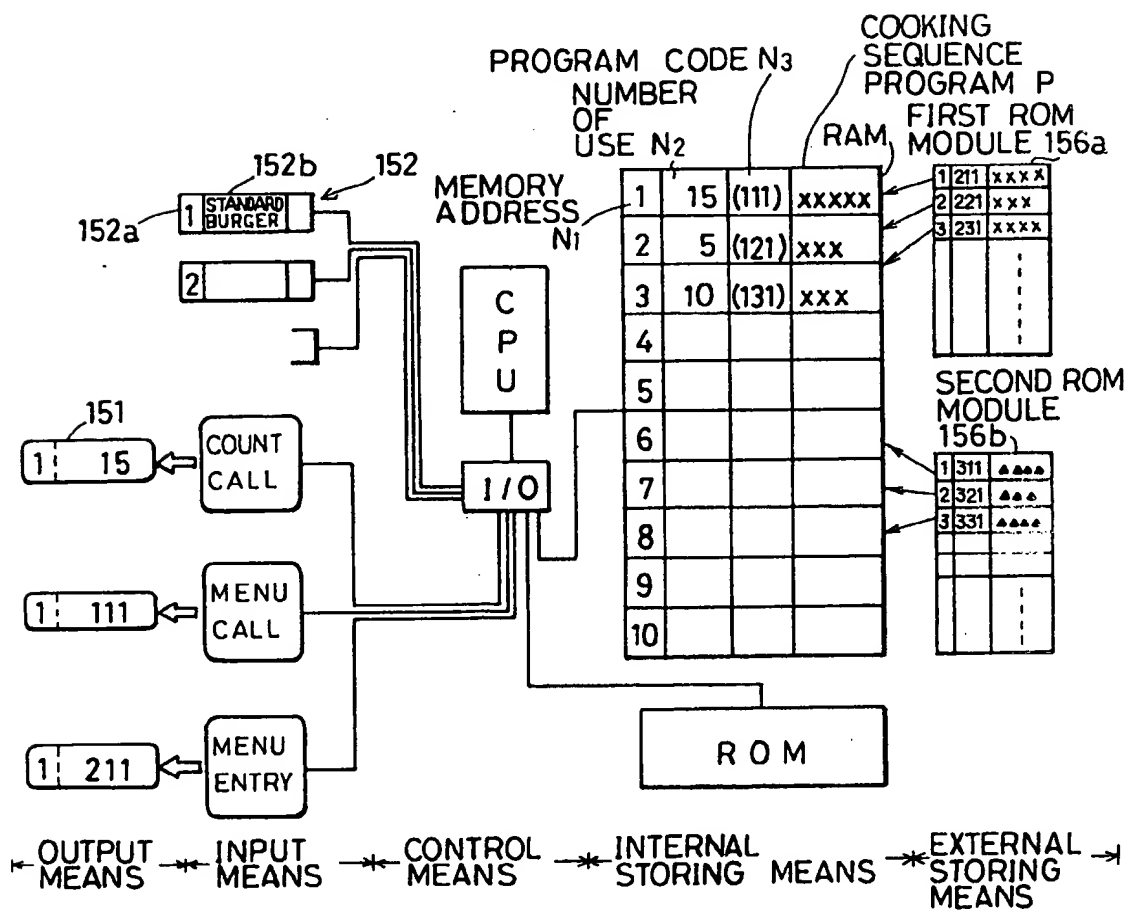 COOKING
SEQUENCE
PROGRAM P
PROGRAM CODE N3
NUMBER
OF
USE N2
FIRST ROM
MODULE 156a
RAM
MEMORY
ADDRESS
N1
152b
152
152a
1 STANDARD
BURGER
2
1 15 (111) xxxxx
2 5 (121) xxx
3 10 (131) xxx
4
5
6
7
8
9
10
1 211 xxxx
2 221 xxx
3 231 xxxx
SECOND ROM
MODULE
156b
1 311 ▲▲▲▲
2 321 ▲▲▲
3 331 ▲▲▲▲
CPU
I/O
151
1 15
COUNT
CALL
1 111
MENU
CALL
1 211
MENU
ENTRY
ROM
OUTPUT
MEANS
INPUT
MEANS
CONTROL
MEANS
INTERNAL
STORING MEANS
EXTERNAL
STORING
MEANS